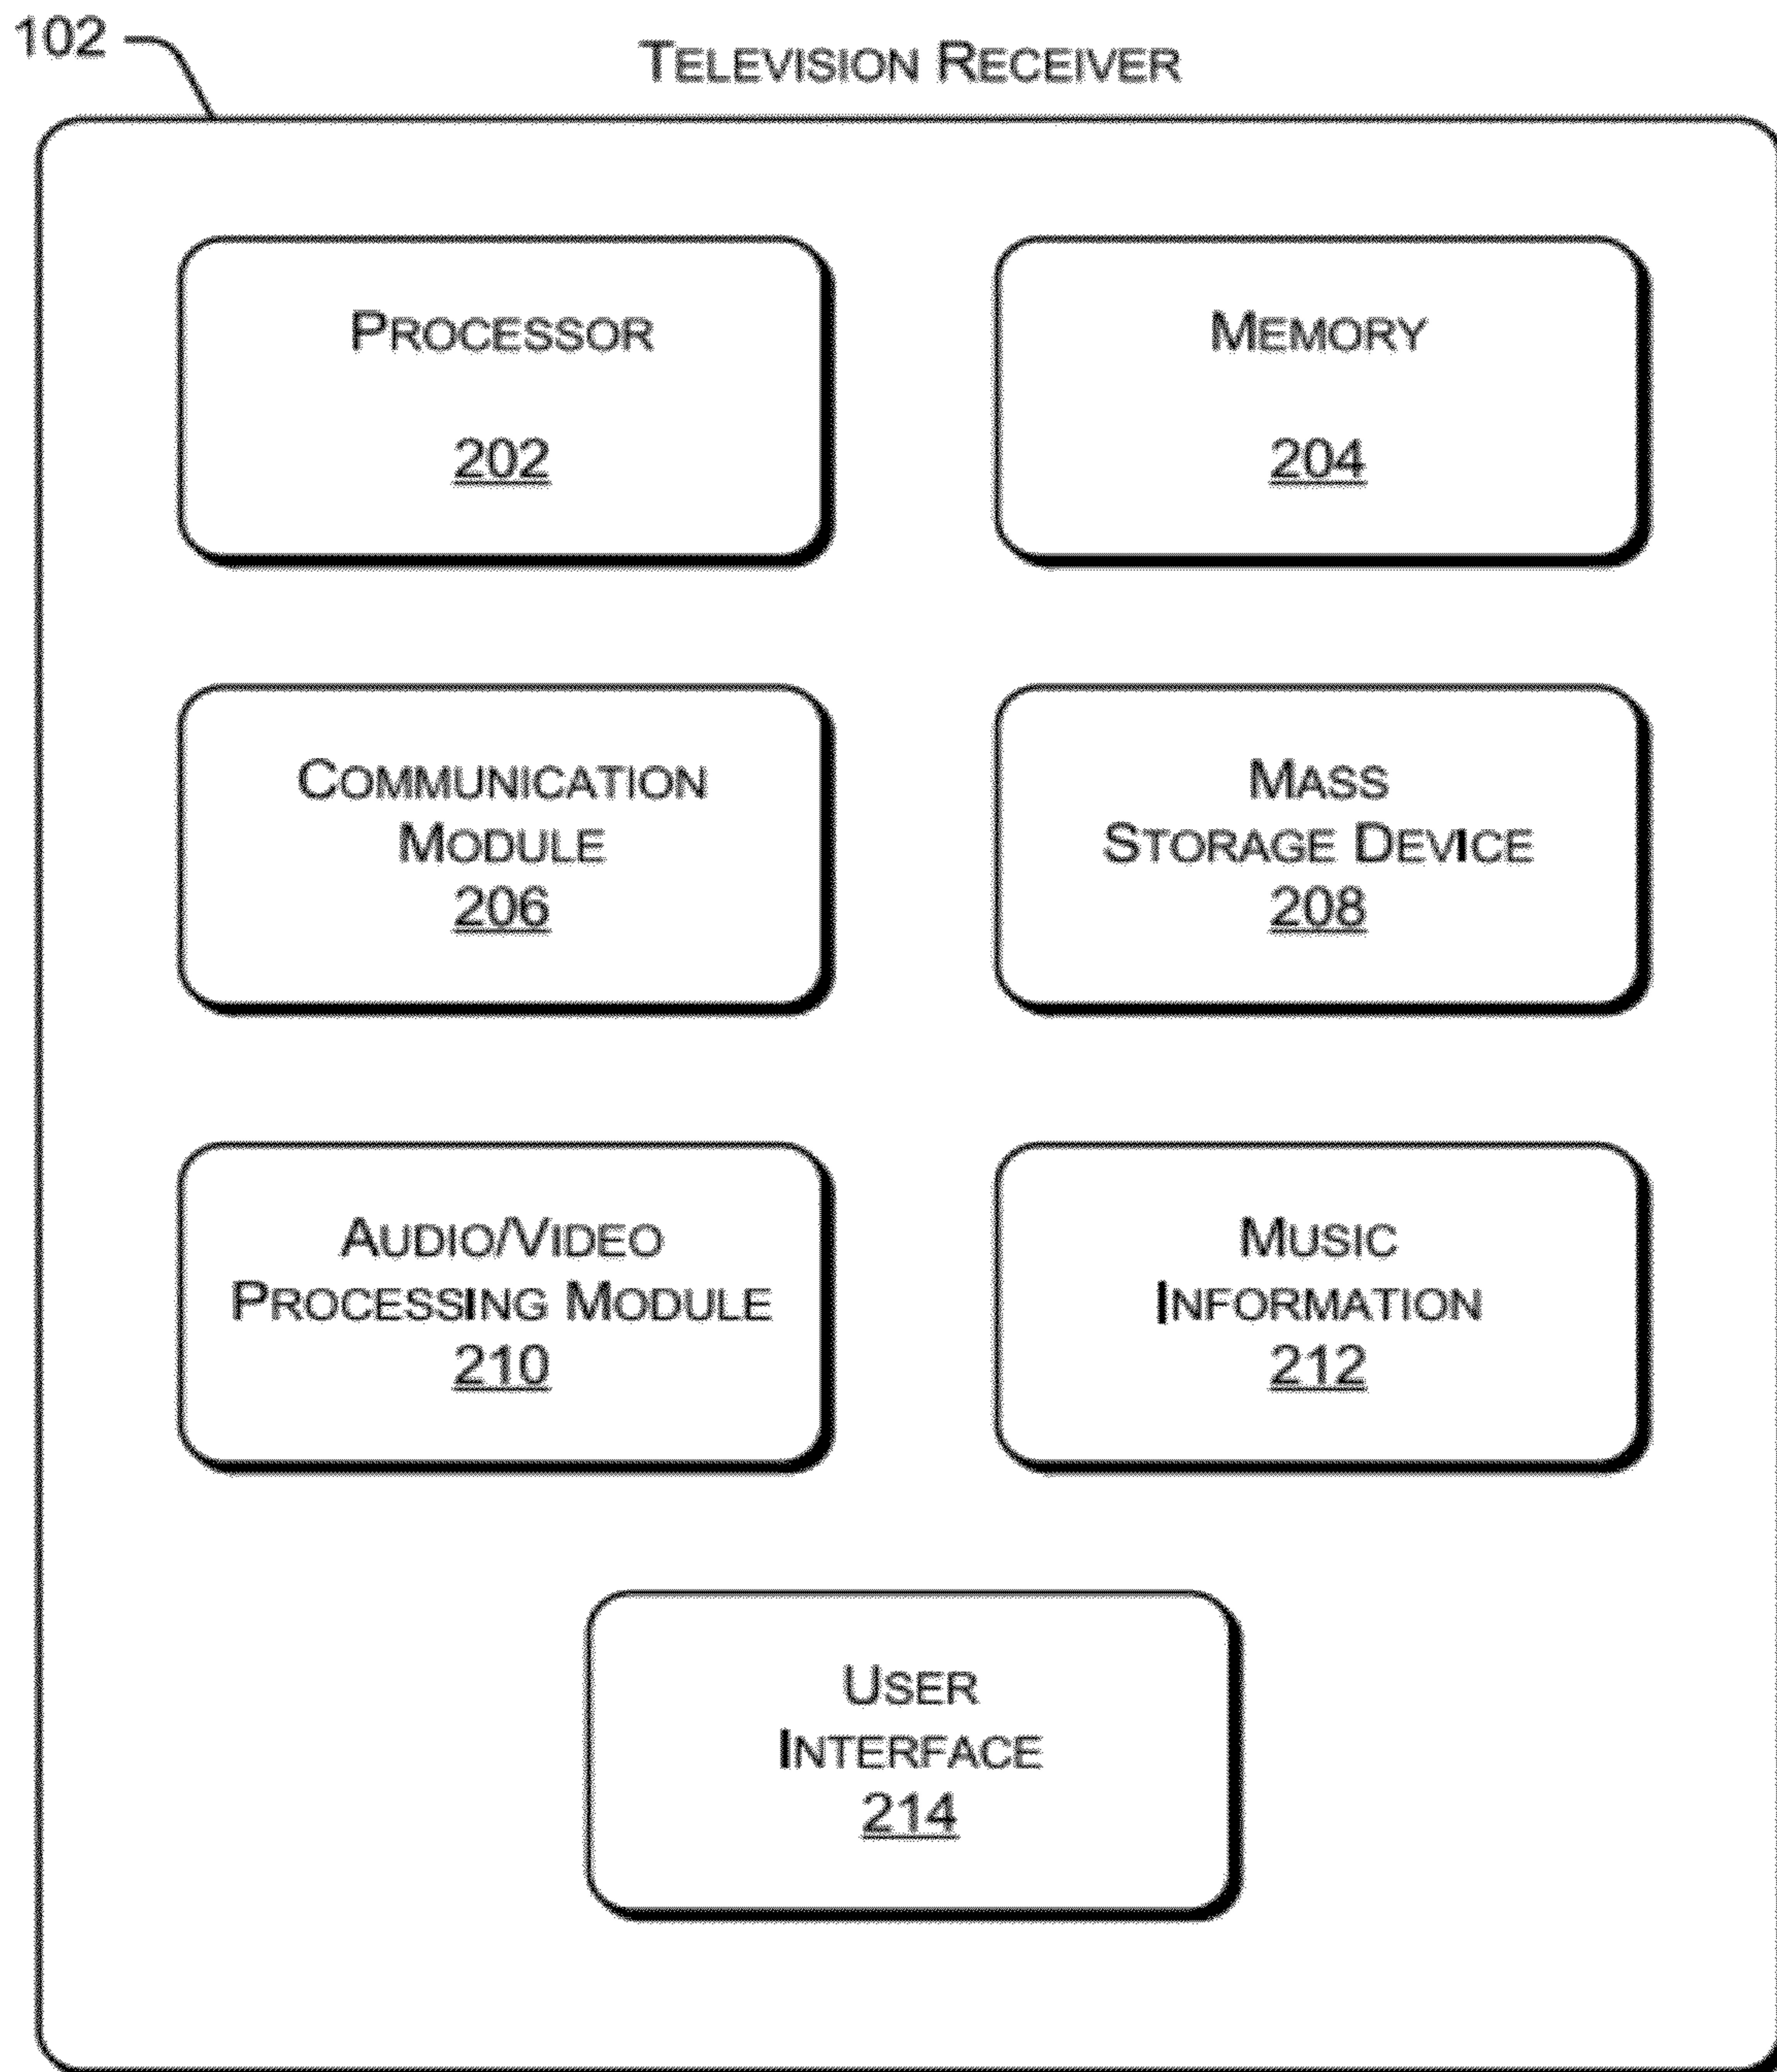 102
TELEVISION RECEIVER
PROCESSOR
202
MEMORY
204
COMMUNICATION
MODULE
206
MASS
STORAGE DEVICE
208
AUDIO/VIDEO
PROCESSING MODULE
210
MUSIC
INFORMATION
212
USER
INTERFACE
214